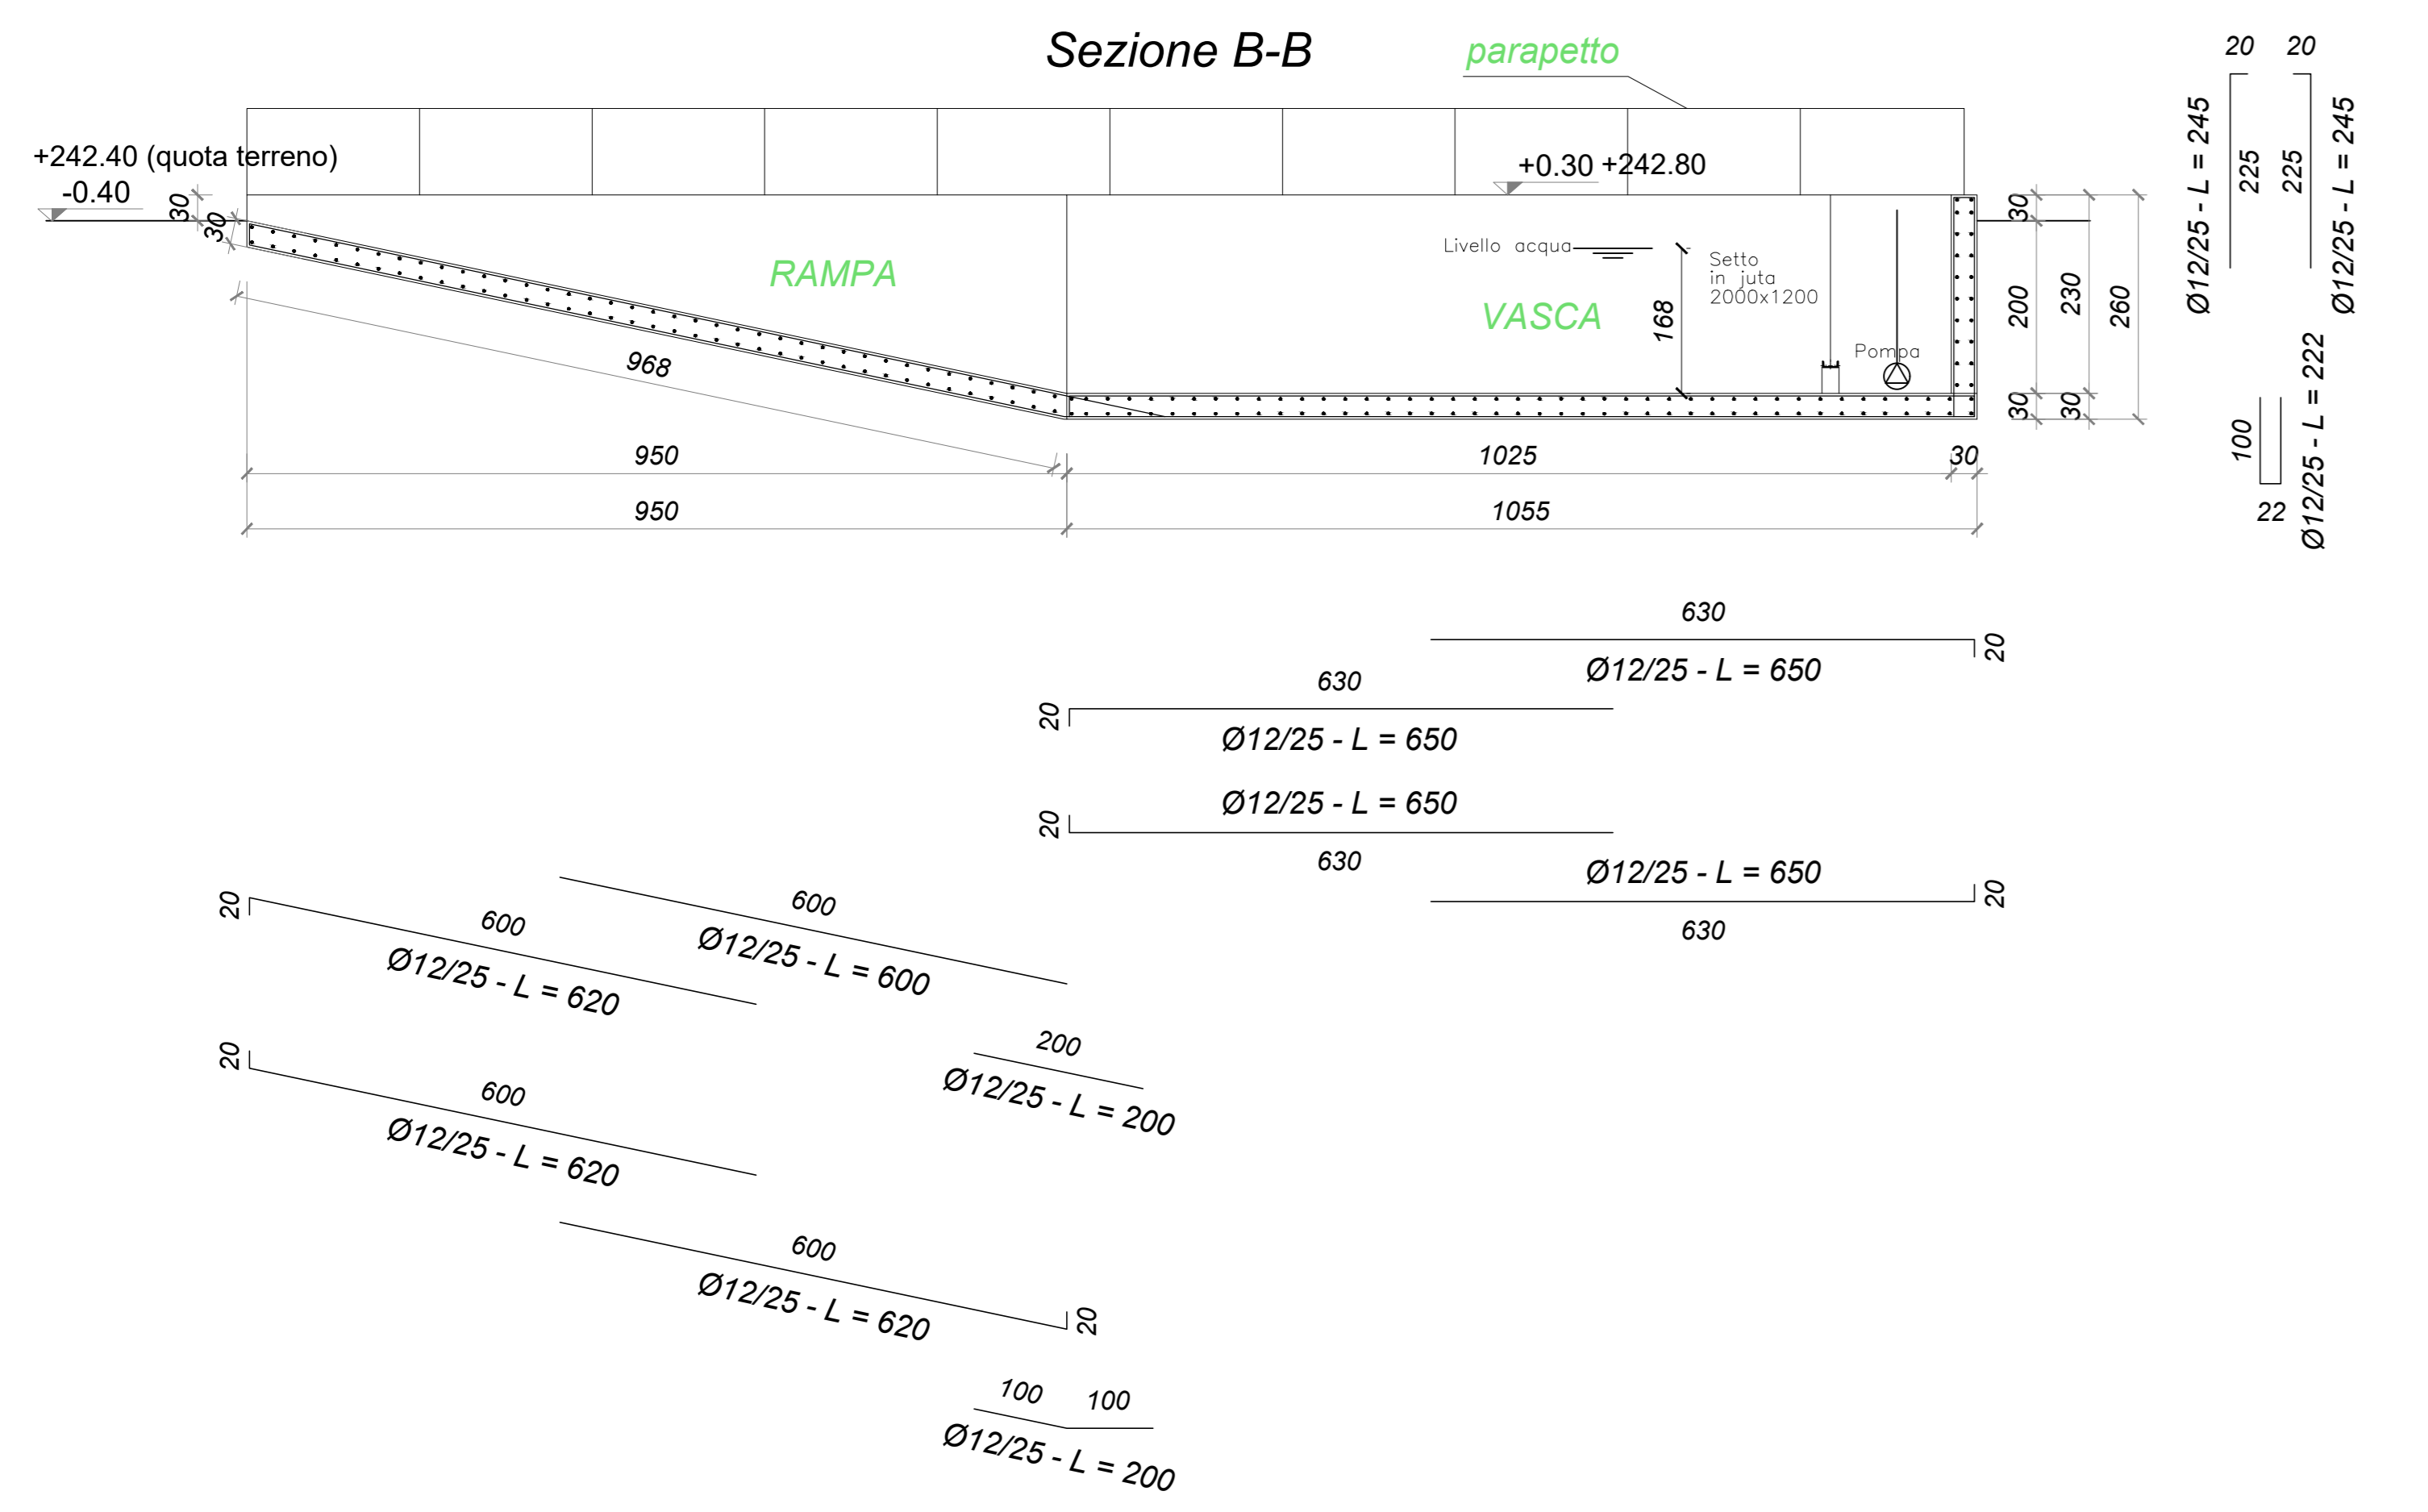 Sezione B-B
parapetto
+242.40 (quota terreno)
-0.40
+0.30 +242.80
30
30
RAMPA
Livello acqua
Setto
in juta
2000x1200
VASCA
168
Pompa
968
30
200
30
230
30
260
950
1025
30
950
1055
20
20
Ø12/25 - L = 245
225
225
Ø12/25 - L = 245
100
22
Ø12/25 - L = 222
630
20
Ø12/25 - L = 650
630
20
Ø12/25 - L = 650
Ø12/25 - L = 650
20
630
Ø12/25 - L = 650
20
630
20
600
Ø12/25 - L = 620
600
Ø12/25 - L = 600
200
Ø12/25 - L = 200
20
600
Ø12/25 - L = 620
600
Ø12/25 - L = 620
20
100
100
Ø12/25 - L = 200